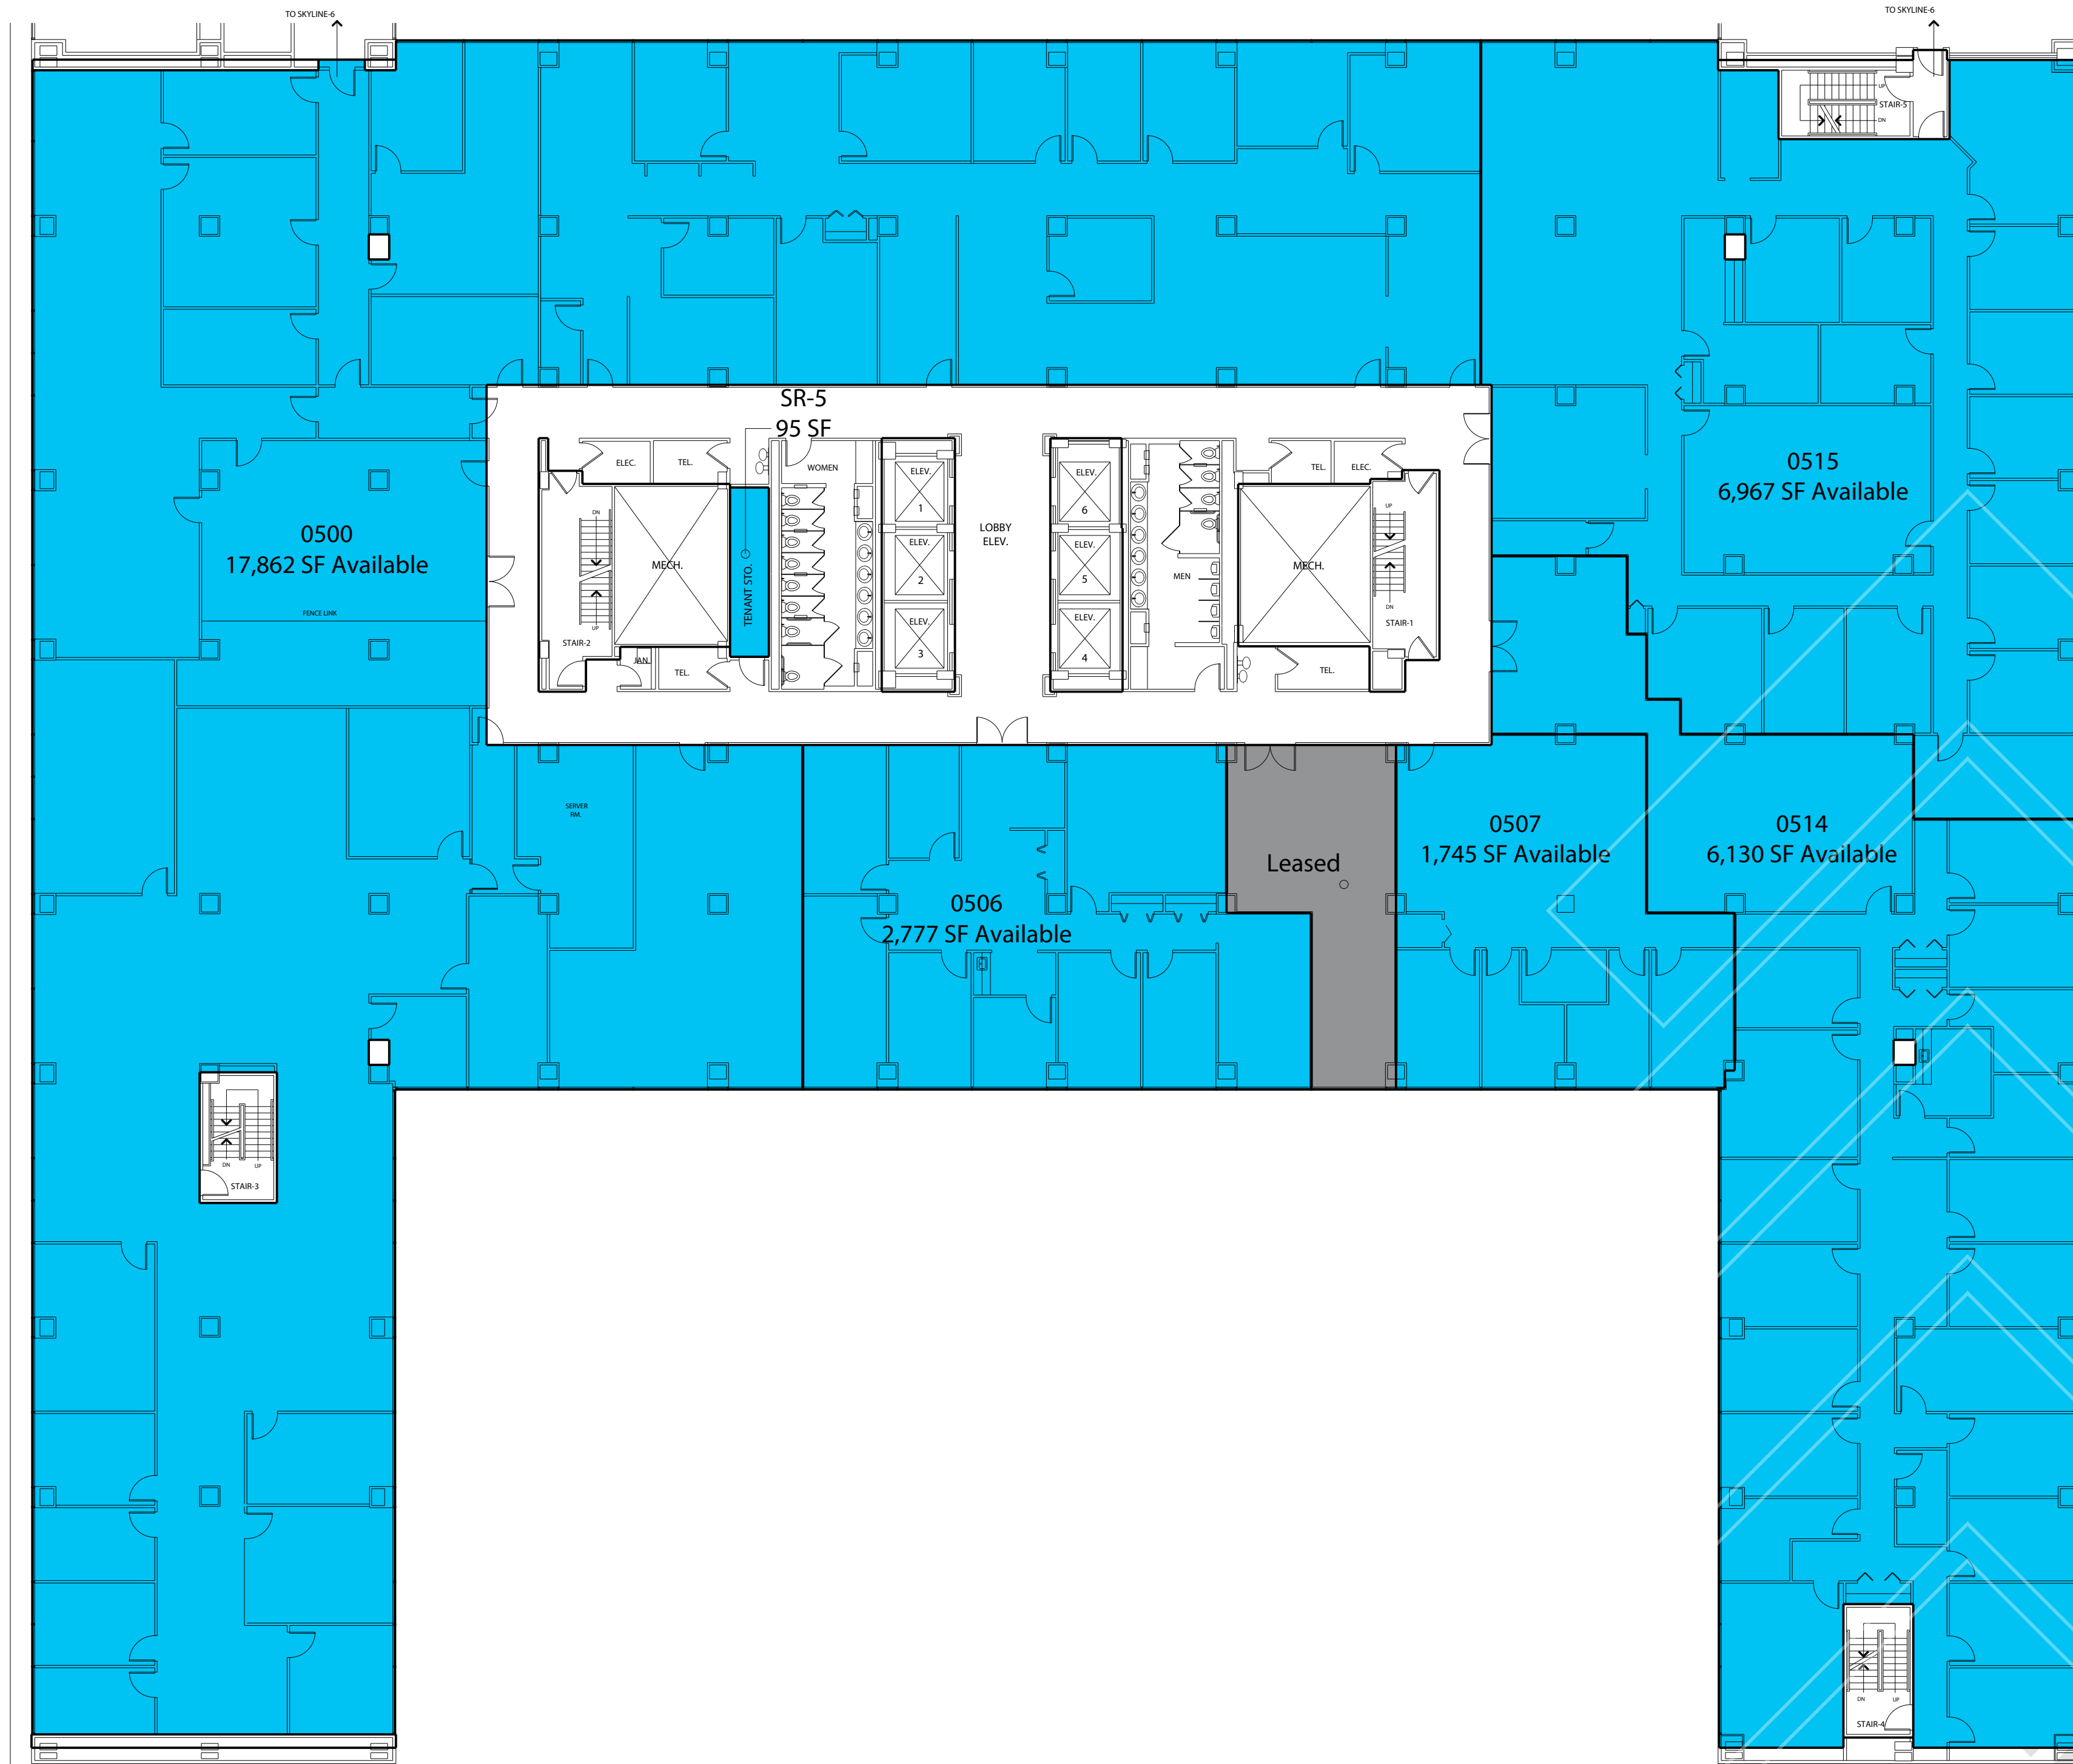 TO SKYLINE-6
TO SKYLINE-6
UP
STAIR-5
DN
SR-5
95 SF
ELEC.
TEL.
WOMEN
ELEV.
1
ELEV.
6
TEL.
ELEC.
0515
6,967 SF Available
0500
17,862 SF Available
DN
UP
LOBBY
ELEV.
ELEV.
2
ELEV.
5
MECH.
TENANT STO.
MEN
MECH.
FENCE LINK
UP
DN
ELEV.
3
ELEV.
4
STAIR-2
STAIR-1
JAN.
TEL.
TEL.
SERVER
RM.
0507
1,745 SF Available
0514
6,130 SF Available
Leased
0506
2,777 SF Available
DN
UP
STAIR-3
DN
UP
STAIR-4